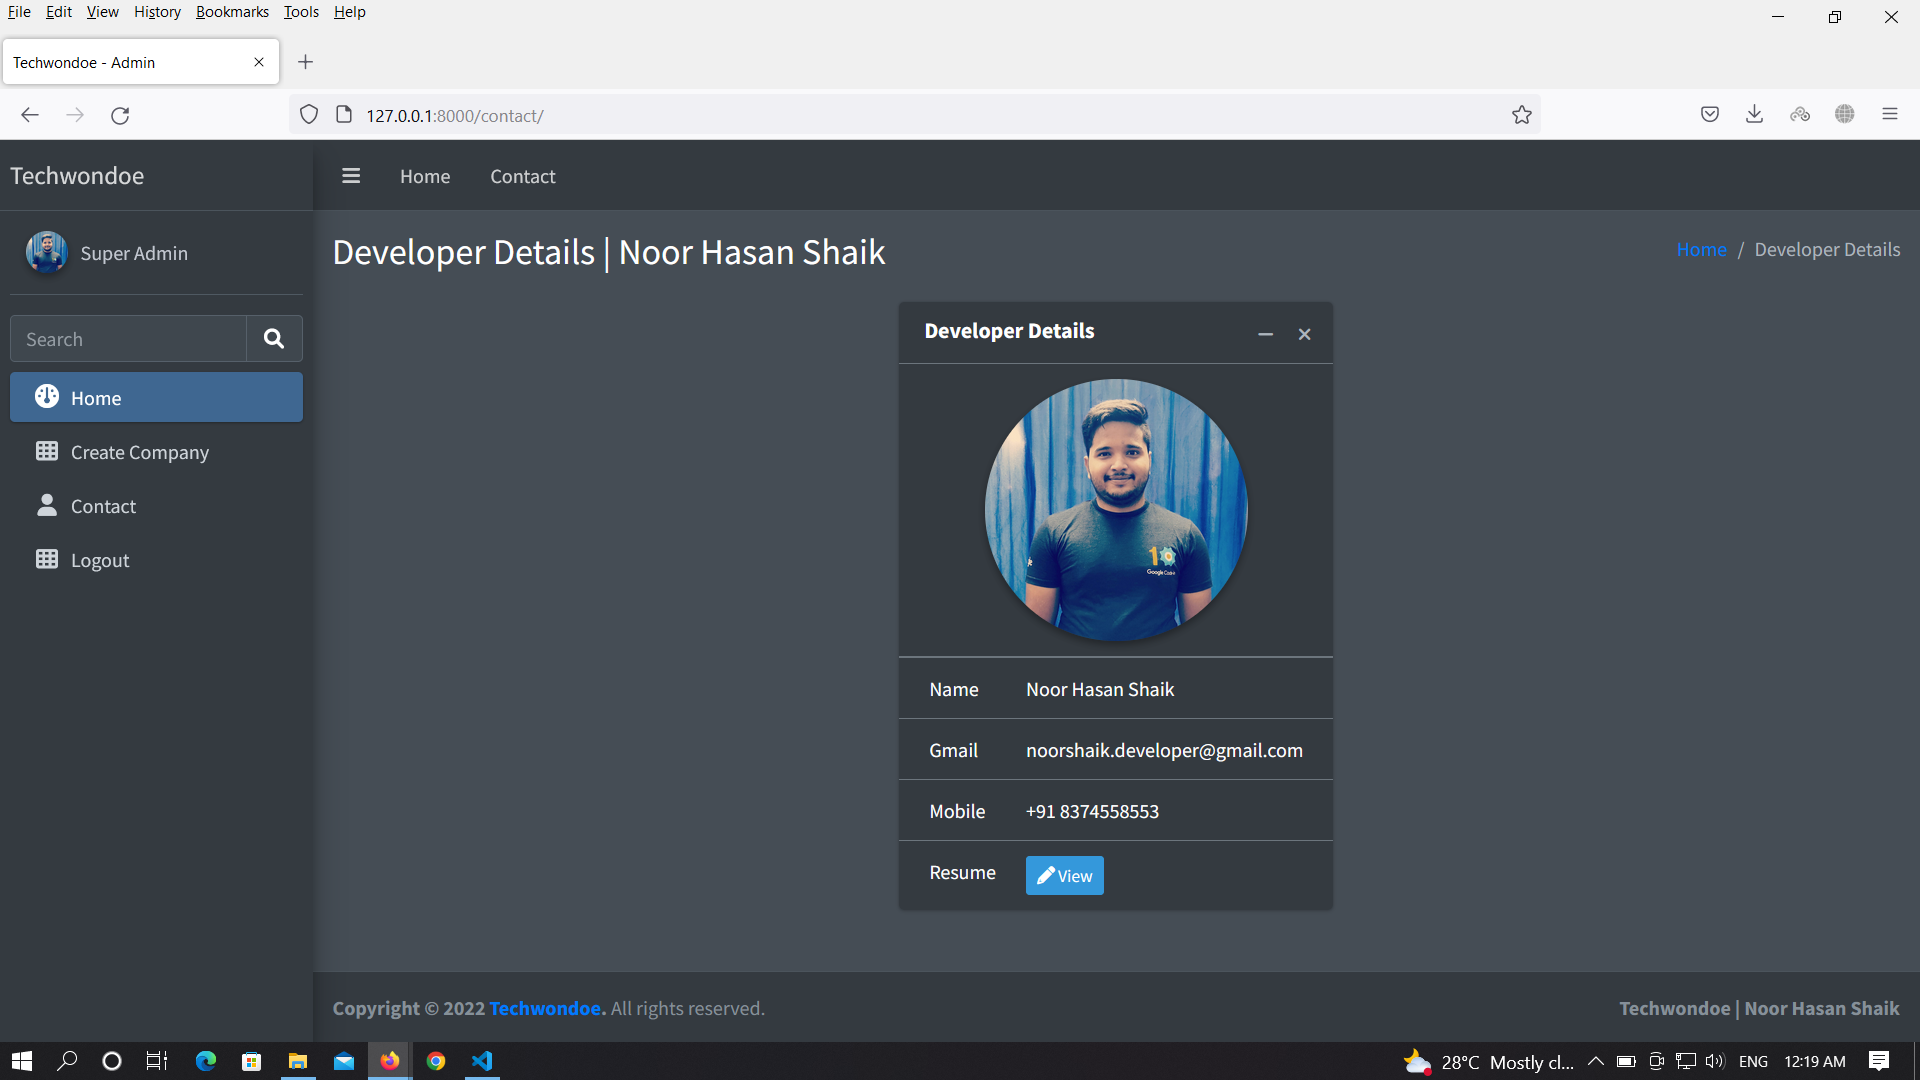 File Edit View History Bookmarks Tools Help
Techwondoe - Admin
127.0.0.1:8000/contact/
Techwondoe
Home Contact
Super Admin
Developer Details | Noor Hasan Shaik
Home / Developer Details
Search
Home
Create Company
Contact
Logout
Developer Details
10
Google Cloud
Name Noor Hasan Shaik
Gmail noorshaik.developer@gmail.com
Mobile +91 8374558553
Resume View
Copyright © 2022 Techwondoe. All rights reserved.
Techwondoe | Noor Hasan Shaik
28°C Mostly cl... ENG 12:19 AM